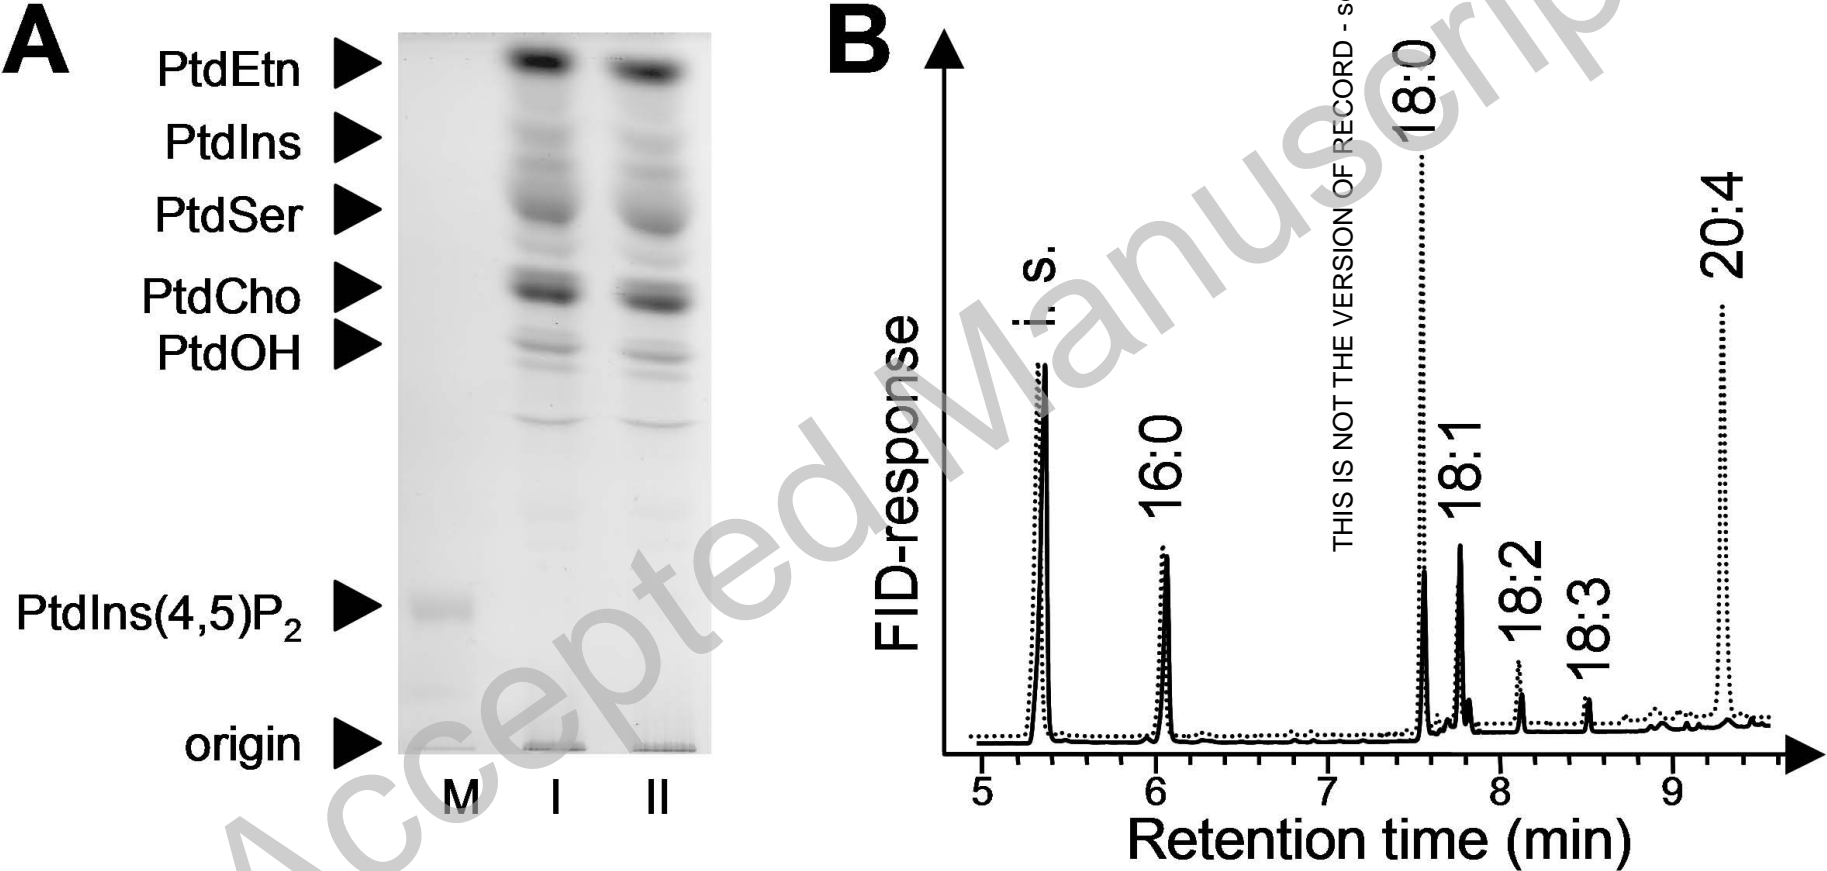 A
PtdEtn
PtdIns
PtdSer
PtdCho
PtdOH
PtdIns(4,5)P2
origin
M I II
B
FID-response
i. s.
16:0
18:0
18:1
18:2
18:3
20:4
5 6 7 8 9
Retention time (min)
THIS IS NOT THE VERSION OF RECORD -
Accepted Manuscrip